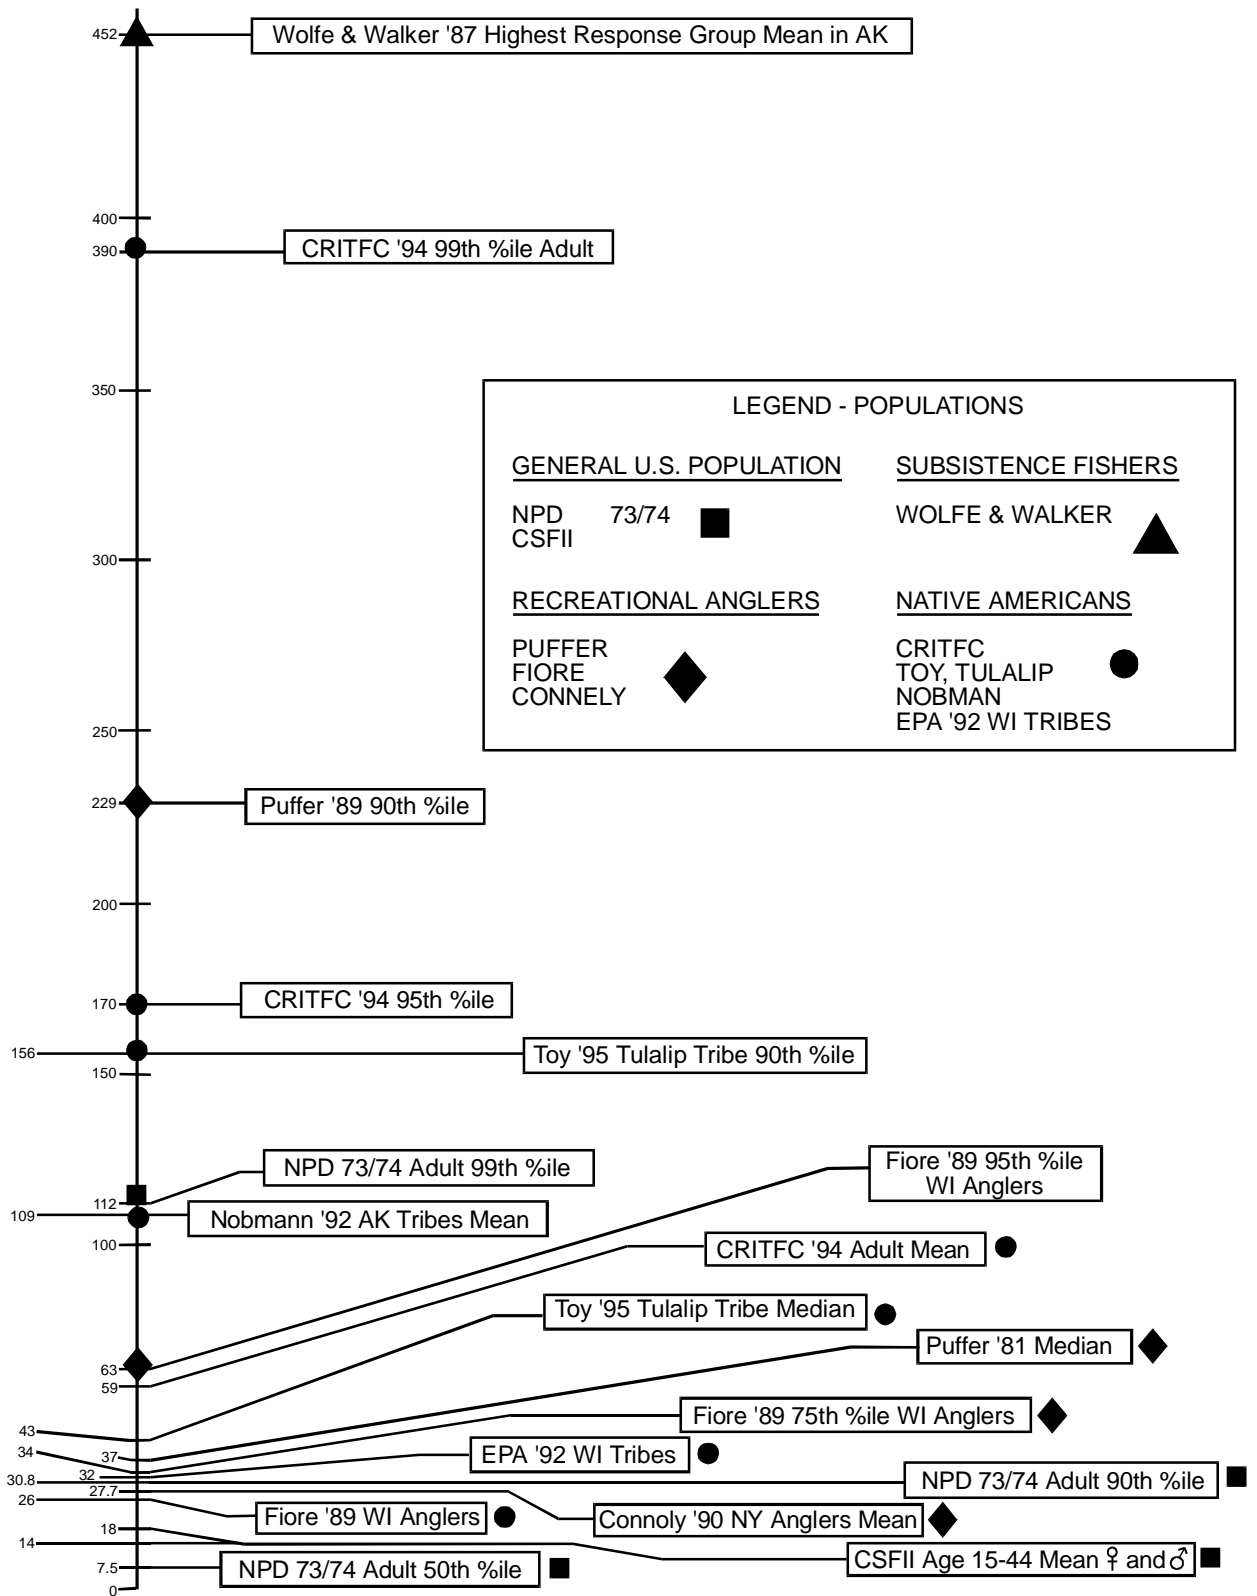 452
Wolfe & Walker '87 Highest Response Group Mean in AK
400
390
CRITFC '94 99th %ile Adult
350
LEGEND - POPULATIONS
GENERAL U.S. POPULATION
NPD 73/74
CSFII
SUBSISTENCE FISHERS
WOLFE & WALKER
300
RECREATIONAL ANGLERS
PUFFER
FIORE
CONNELY
NATIVE AMERICANS
CRITFC
TOY, TULALIP
NOBMAN
EPA '92 WI TRIBES
250
229
Puffer '89 90th %ile
200
170
CRITFC '94 95th %ile
156
Toy '95 Tulalip Tribe 90th %ile
150
NPD 73/74 Adult 99th %ile
Fiore '89 95th %ile
WI Anglers
112
109
Nobmann '92 AK Tribes Mean
100
CRITFC '94 Adult Mean
Toy '95 Tulalip Tribe Median
Puffer '81 Median
63
59
Fiore '89 75th %ile WI Anglers
43
34
37
EPA '92 WI Tribes
32
30.8
NPD 73/74 Adult 90th %ile
27.7
26
Fiore '89 WI Anglers
Connoly '90 NY Anglers Mean
18
14
CSFII Age 15-44 Mean ♀ and ♂
7.5
NPD 73/74 Adult 50th %ile
0